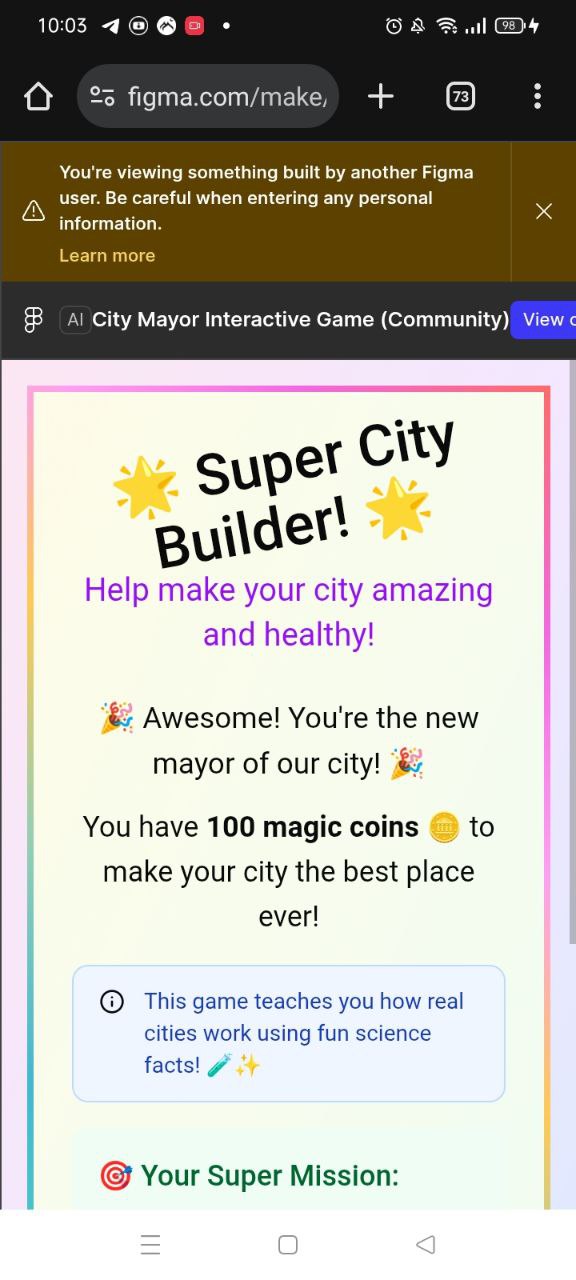 10:03
98
figma.com/make/
73
You're viewing something built by another Figma
user. Be careful when entering any personal
information.
Learn more
AI City Mayor Interactive Game (Community) View
🌟 Super City
Builder! 🌟
Help make your city amazing
and healthy!
🎉 Awesome! You're the new
mayor of our city! 🎉
You have 100 magic coins 🪙 to
make your city the best place
ever!
This game teaches you how real
cities work using fun science
facts! 🧪✨
🎯 Your Super Mission: